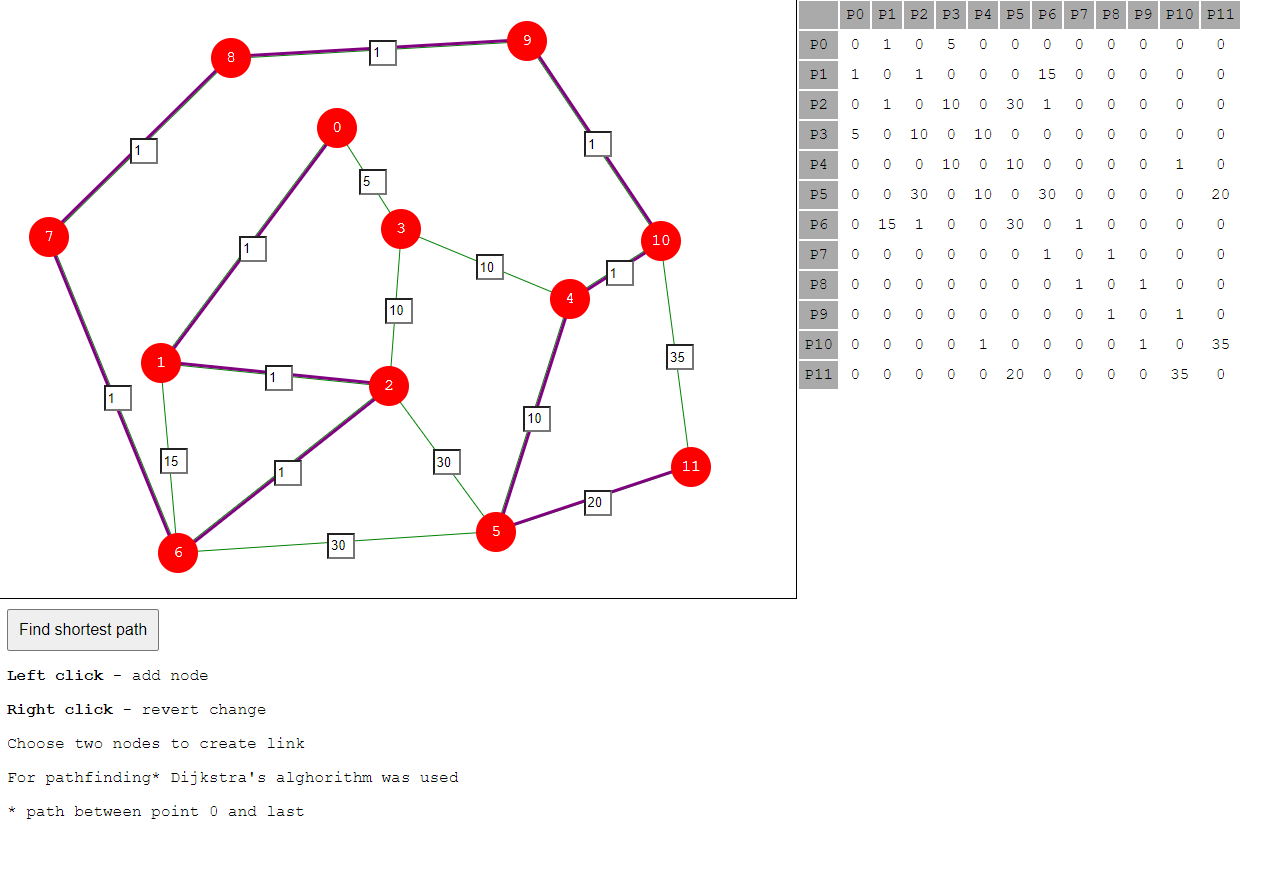 P0 P1 P2 P3 P4 P5 P6 P7 P8 P9 P10 P11
P0 0 1 0 5 0 0 0 0 0 0 0 0
P1 1 0 1 0 0 0 15 0 0 0 0 0
P2 0 1 0 10 0 30 1 0 0 0 0 0
P3 5 0 10 0 10 0 0 0 0 0 0 0
P4 0 0 0 10 0 10 0 0 0 0 1 0
P5 0 0 30 0 10 0 30 0 0 0 0 20
P6 0 15 1 0 0 30 0 1 0 0 0 0
P7 0 0 0 0 0 0 1 0 1 0 0 0
P8 0 0 0 0 0 0 0 1 0 1 0 0
P9 0 0 0 0 0 0 0 0 1 0 1 0
P10 0 0 0 0 1 0 0 0 0 1 0 35
P11 0 0 0 0 0 20 0 0 0 0 35 0
9
1
8
0
1
1
5
3
7
10
1
10
1
4
10
35
1
1
2
1
10
15
30
11
1
20
5
30
6
Find shortest path
Left click - add node
Right click - revert change
Choose two nodes to create link
For pathfinding* Dijkstra's alghorithm was used
* path between point 0 and last